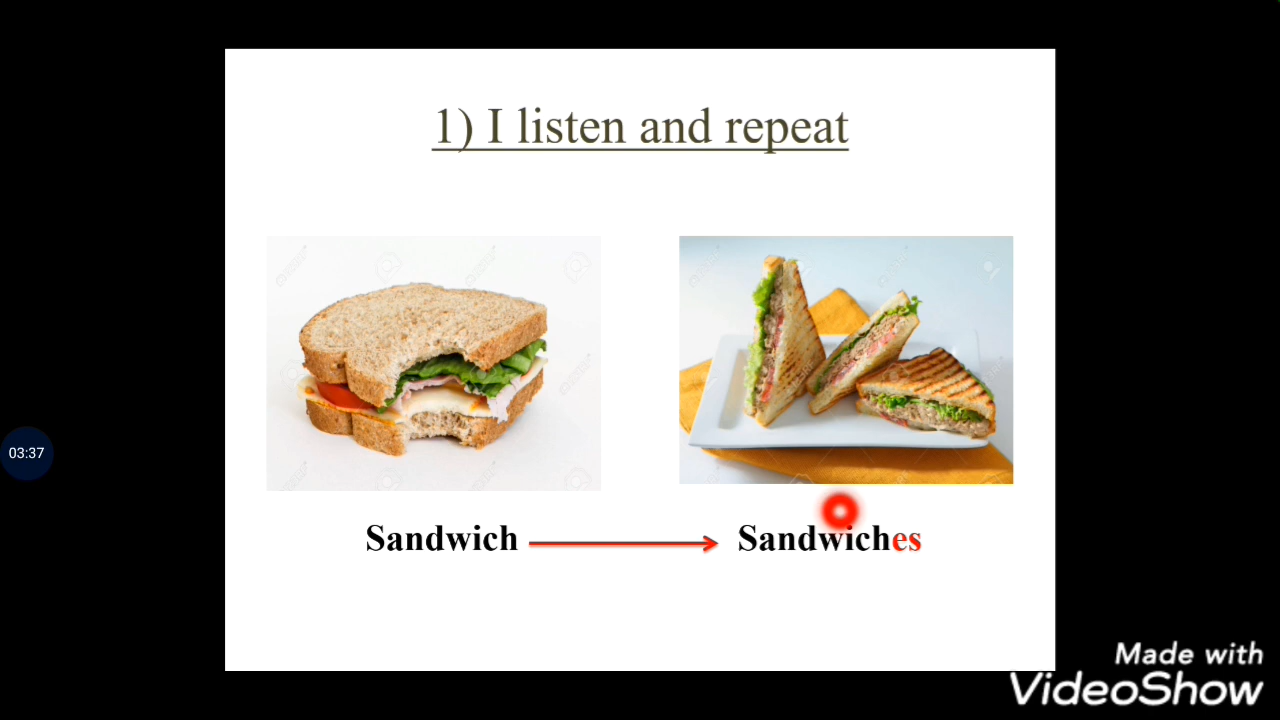 1) I listen and repeat
03:37
Sandwich
Sandwiches
Made with
VideoShow